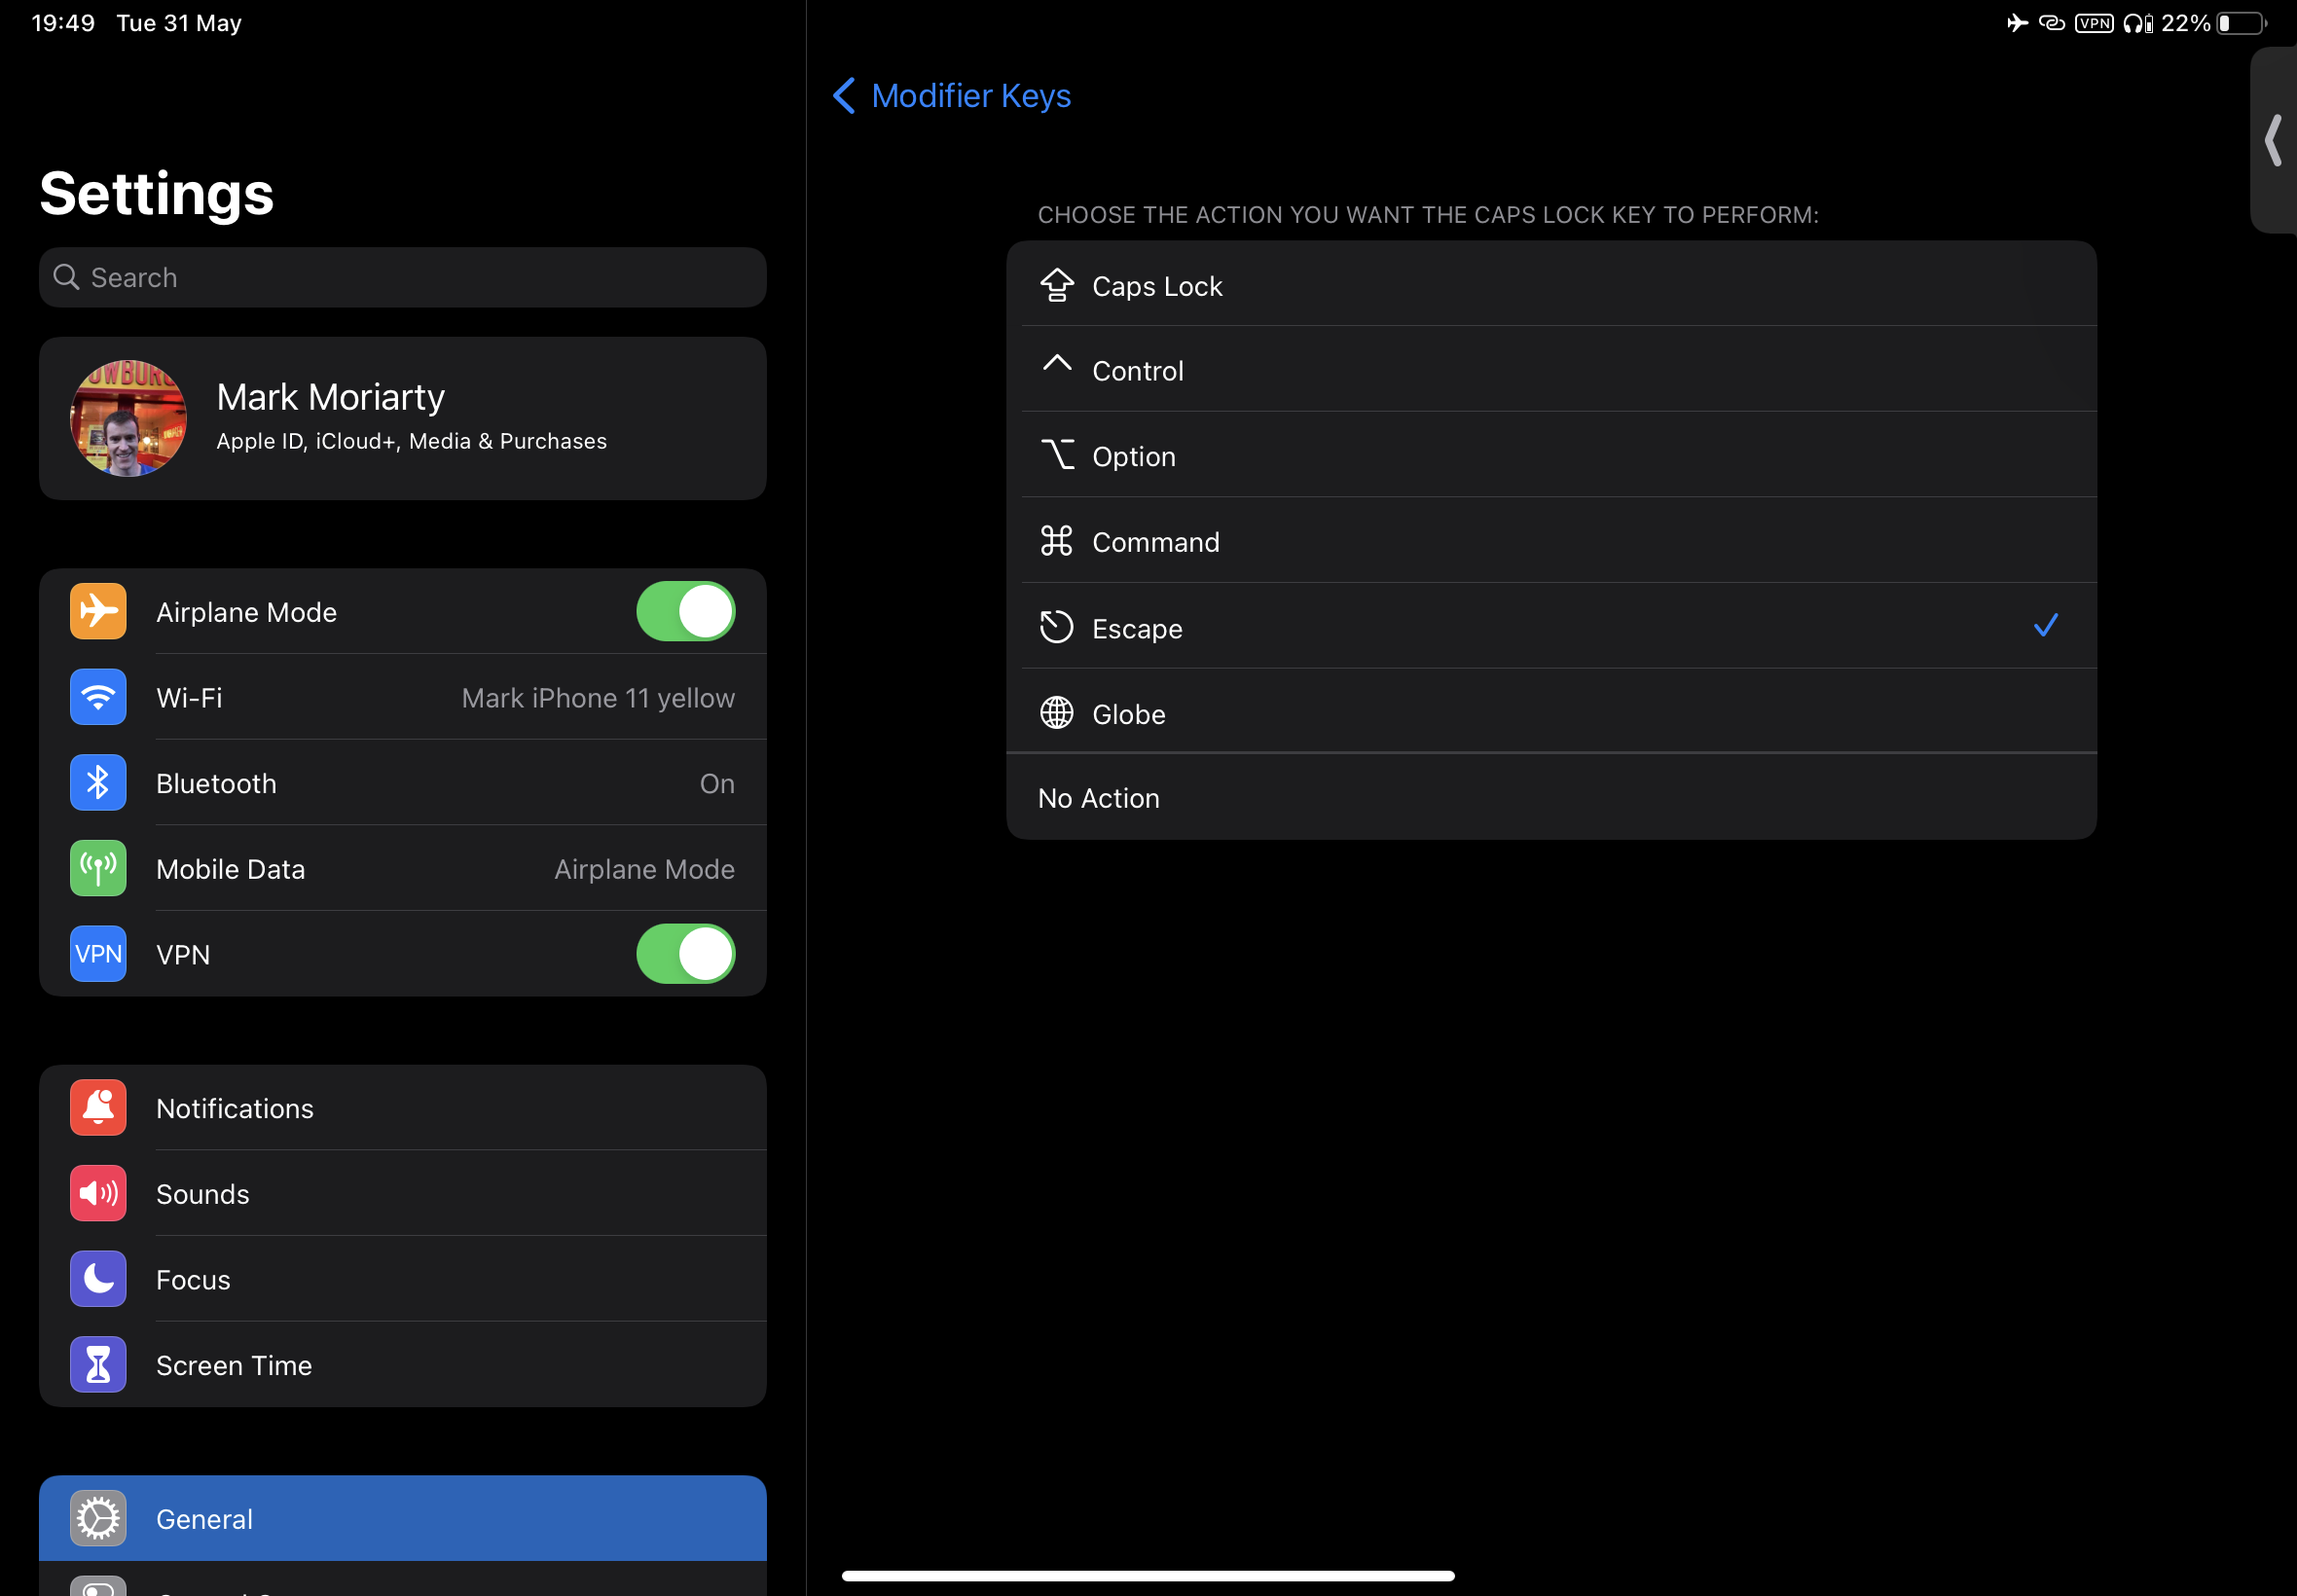 19:49 Tue 31 May
VPN 22%
Settings
Search
Mark Moriarty
Apple ID, iCloud+, Media & Purchases
Airplane Mode
Wi-Fi Mark iPhone 11 yellow
Bluetooth On
Mobile Data Airplane Mode
VPN VPN
Notifications
Sounds
Focus
Screen Time
General
Modifier Keys
CHOOSE THE ACTION YOU WANT THE CAPS LOCK KEY TO PERFORM:
Caps Lock
Control
Option
Command
Escape
Globe
No Action